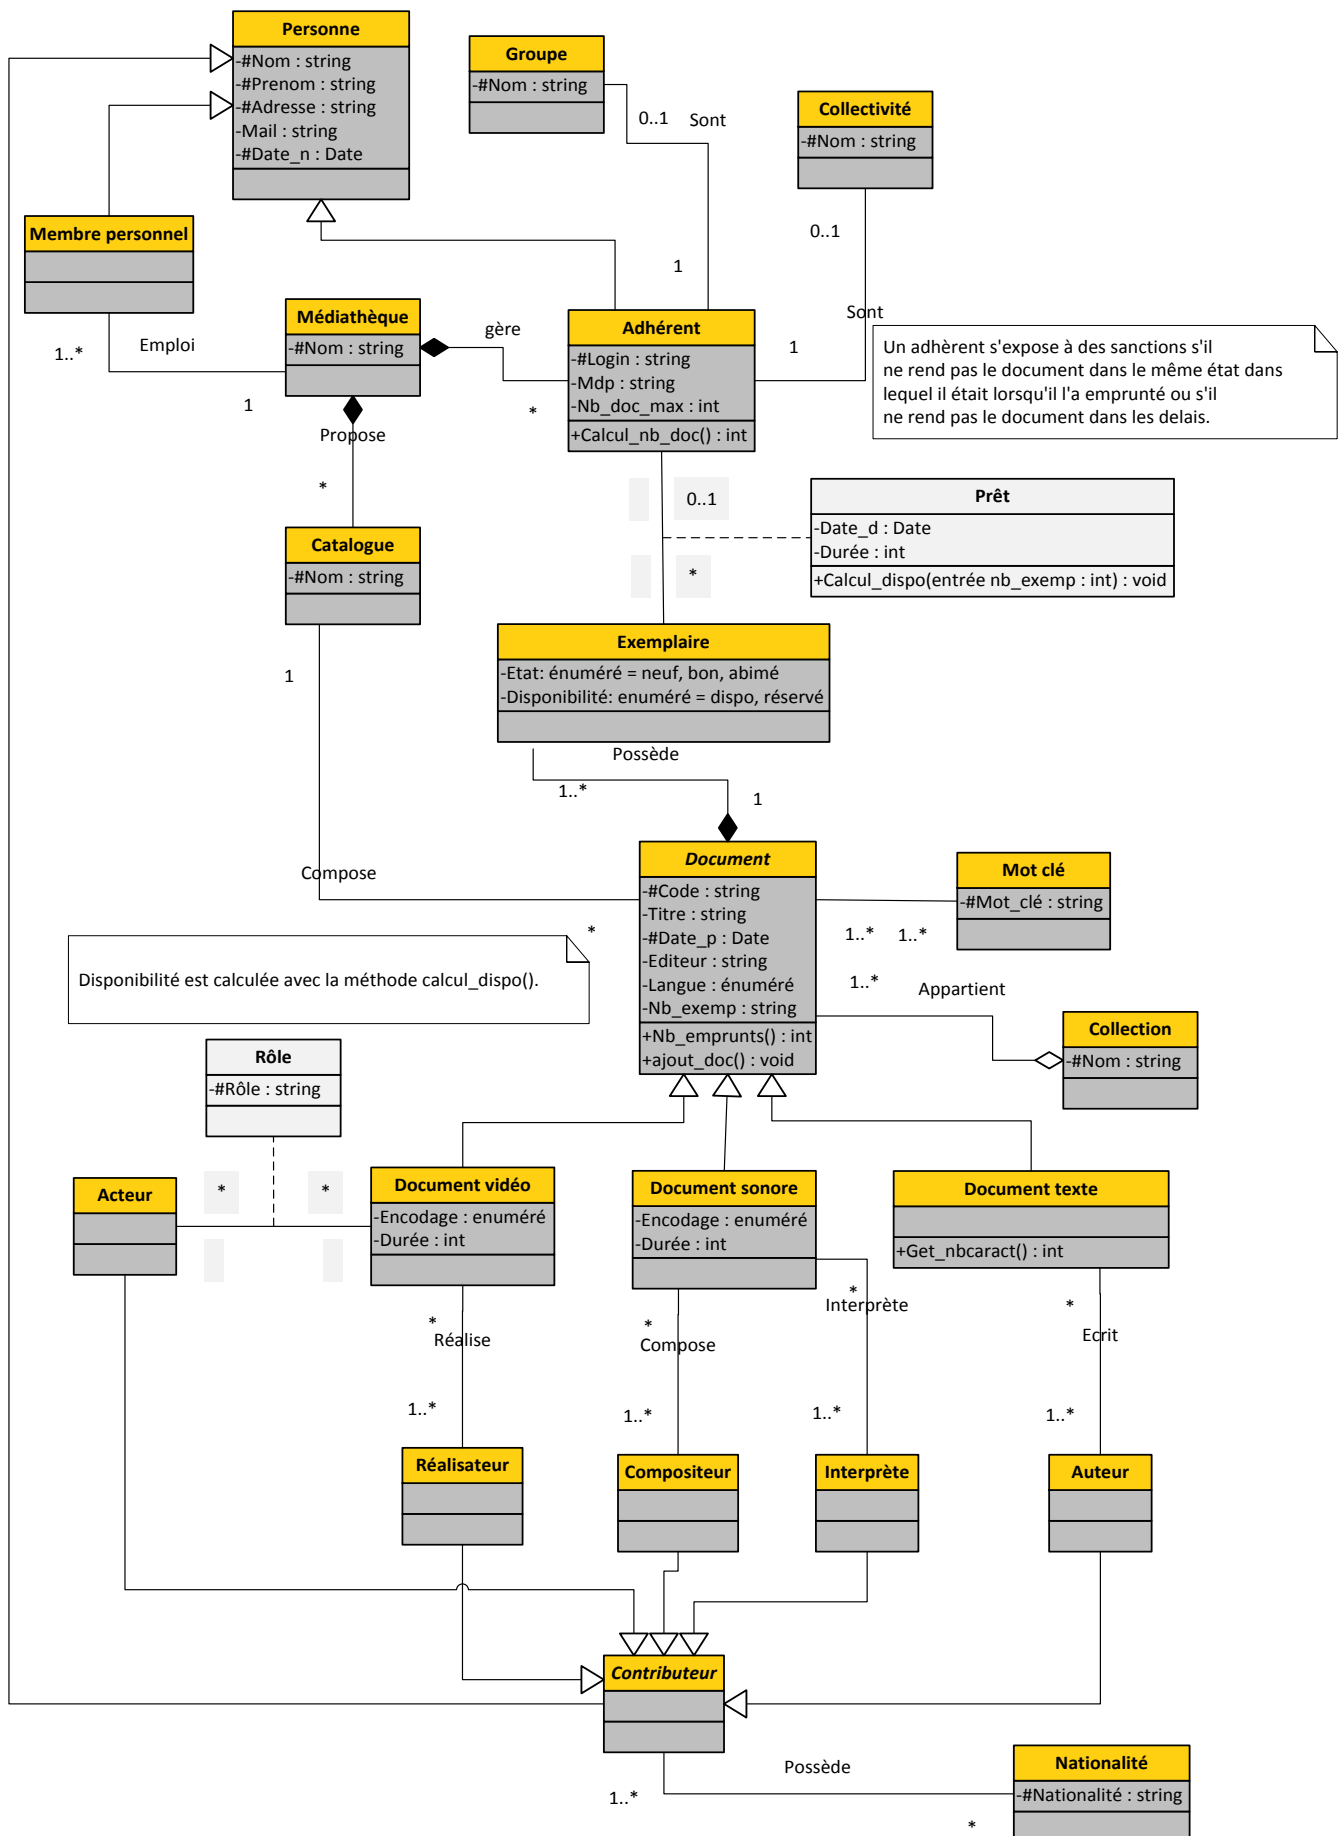 Personne
-#Nom : string
-#Prenom : string
-#Adresse : string
-Mail : string
-#Date_n : Date
Groupe
-#Nom : string
0..1
Sont
Collectivité
-#Nom : string
0..1
Sont
1
1
Membre personnel
1..*
Emploi
1
Médiathèque
-#Nom : string
gère
*
Propose
*
Adhérent
-#Login : string
-Mdp : string
-Nb_doc_max : int
+Calcul_nb_doc() : int
Un adhèrent s'expose à des sanctions s'il
ne rend pas le document dans le même état dans
lequel il était lorsqu'il l'a emprunté ou s'il
ne rend pas le document dans les delais.
0..1
*
Prêt
-Date_d : Date
-Durée : int
+Calcul_dispo(entrée nb_exemp : int) : void
Catalogue
-#Nom : string
1
Compose
*
Exemplaire
-Etat: énuméré = neuf, bon, abimé
-Disponibilité: enuméré = dispo, réservé
Possède
1..*
1
Document
-#Code : string
-Titre : string
-#Date_p : Date
-Editeur : string
-Langue : énuméré
-Nb_exemp : string
+Nb_emprunts() : int
+ajout_doc() : void
Mot clé
-#Mot_clé : string
1..*
1..*
1..*
Appartient
Collection
-#Nom : string
Disponibilité est calculée avec la méthode calcul_dispo().
Rôle
-#Rôle : string
Acteur
*
*
Document vidéo
-Encodage : enuméré
-Durée : int
Document sonore
-Encodage : enuméré
-Durée : int
Document texte
+Get_nbcaract() : int
*
Réalise
1..*
*
Compose
1..*
*
Interprète
1..*
*
Ecrit
1..*
Réalisateur
Compositeur
Interprète
Auteur
Contributeur
Possède
1..*
*
Nationalité
-#Nationalité : string